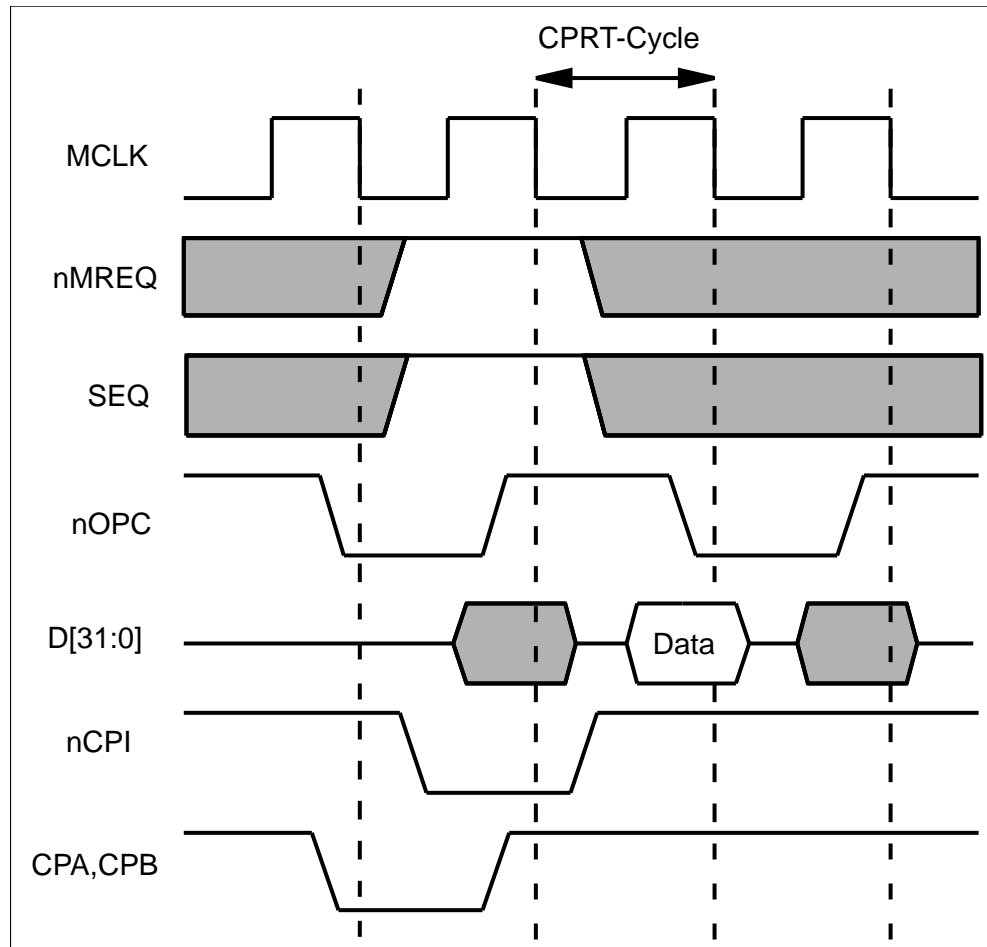 CPRT-Cycle
MCLK
nMREQ
SEQ
nOPC
D[31:0]
Data
nCPI
CPA,CPB